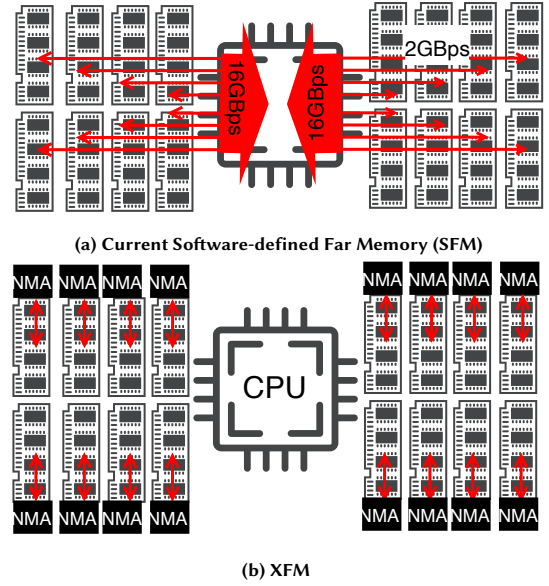 2GBps
16GBps
16GBps
(a) Current Software-defined Far Memory (SFM)
NMA NMA NMA NMA
NMA NMA NMA NMA
CPU
NMA NMA NMA NMA
NMA NMA NMA NMA
(b) XFM